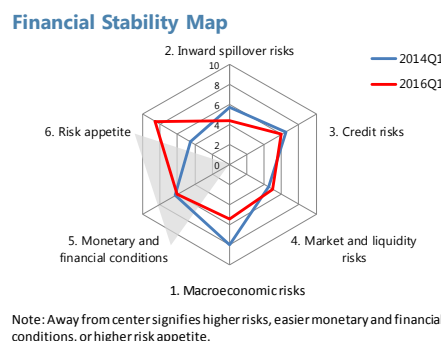 Financial Stability Map
2. Inward spillover risks
10
8
6
4
2
0
2014Q1
2016Q1
3. Credit risks
4. Market and liquidity
risks
1. Macroeconomic risks
5. Monetary and
financial conditions
6. Risk appetite
Note: Away from center signifies higher risks, easier monetary and financial
conditions, or higher risk appetite.